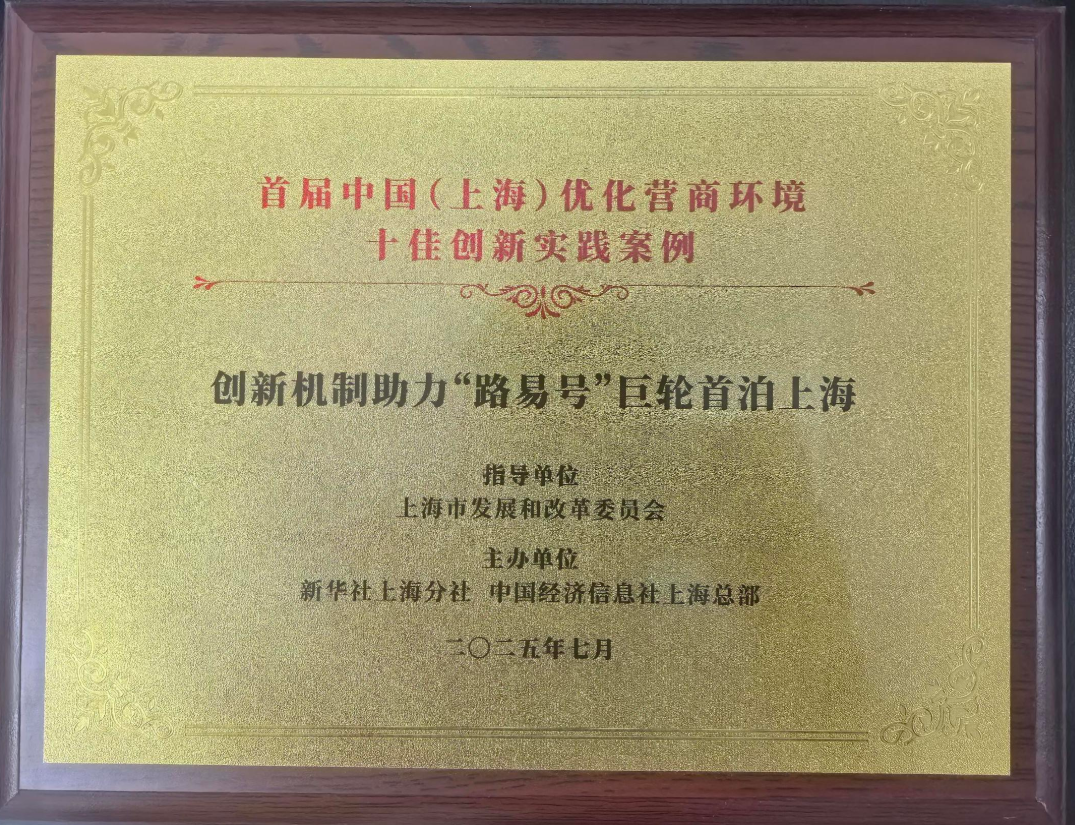 首届中国(上海)优化营商环境
十佳创新实践案例
创新机制助力“路易号”巨轮首泊上海
指导单位
上海市发展和改革委员会
主办单位
新华社上海分社 中国经济信息社上海总部
二〇二五年七月